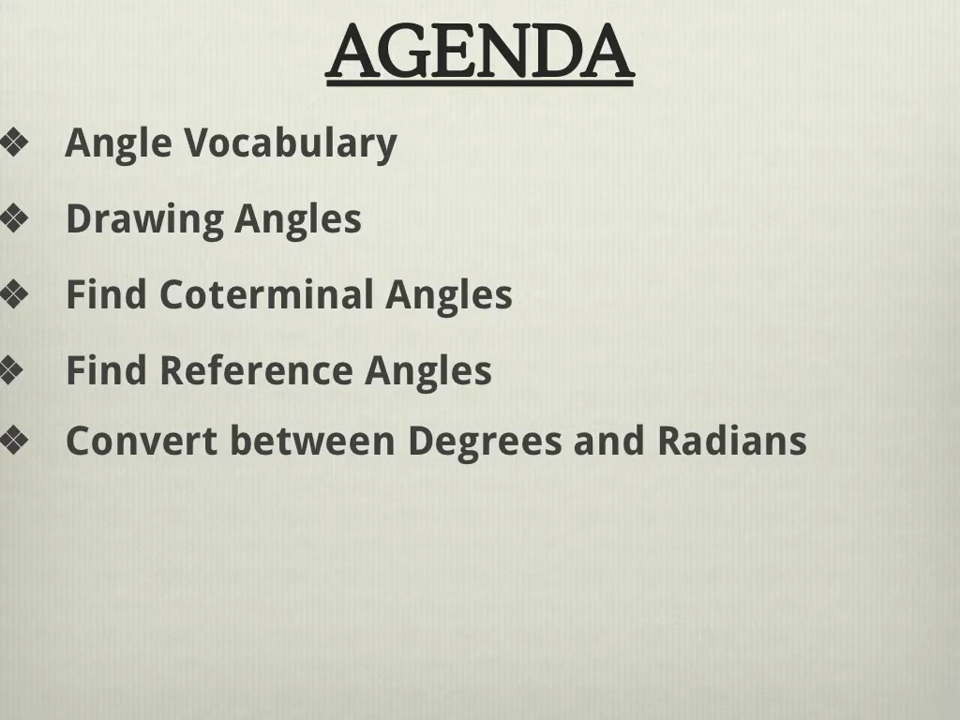 AGENDA
❖ Angle Vocabulary
❖ Drawing Angles
❖ Find Coterminal Angles
❖ Find Reference Angles
❖ Convert between Degrees and Radians